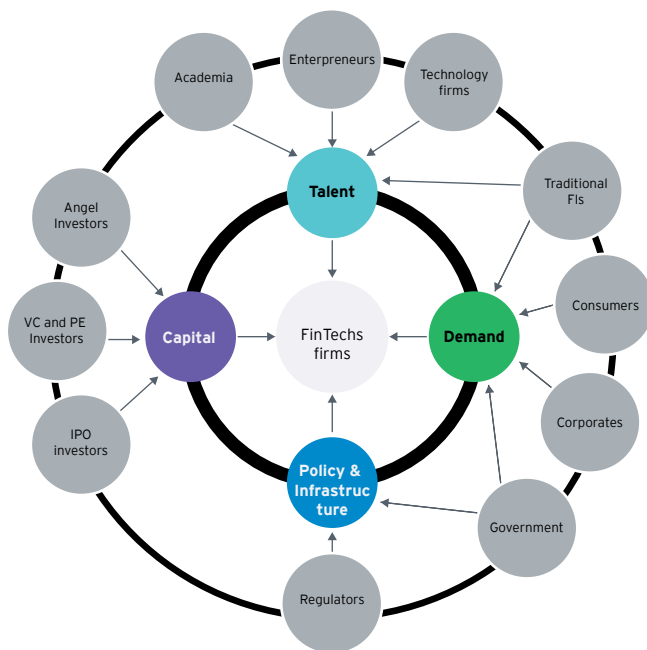 Enterpreneurs
Academia
Technology
firms
Angel
Investors
Talent
Traditional
FIs
VC and PE
Investors
Capital
FinTechs
firms
Demand
Consumers
IPO
investors
Policy &
Infrastruc
ture
Corporates
Government
Regulators